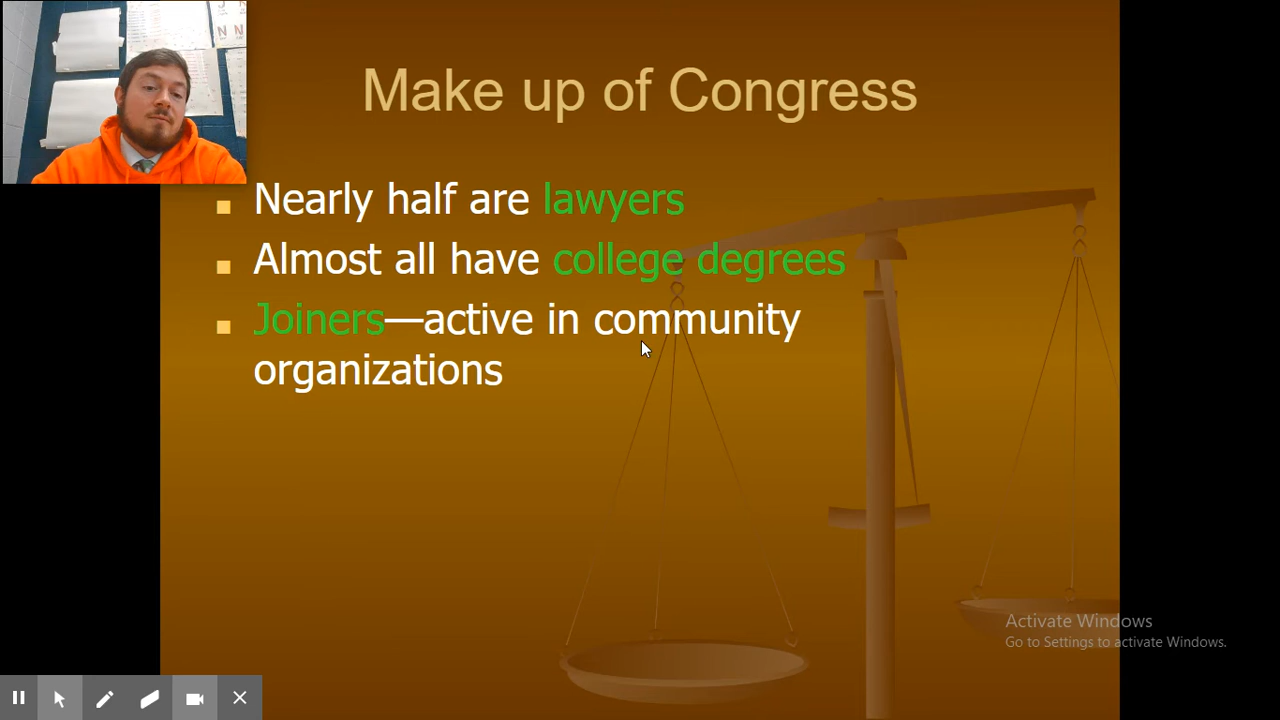 Make up of Congress
Nearly half are lawyers
Almost all have college degrees
Joiners—active in community
organizations
Activate Windows
Go to Settings to activate Windows.